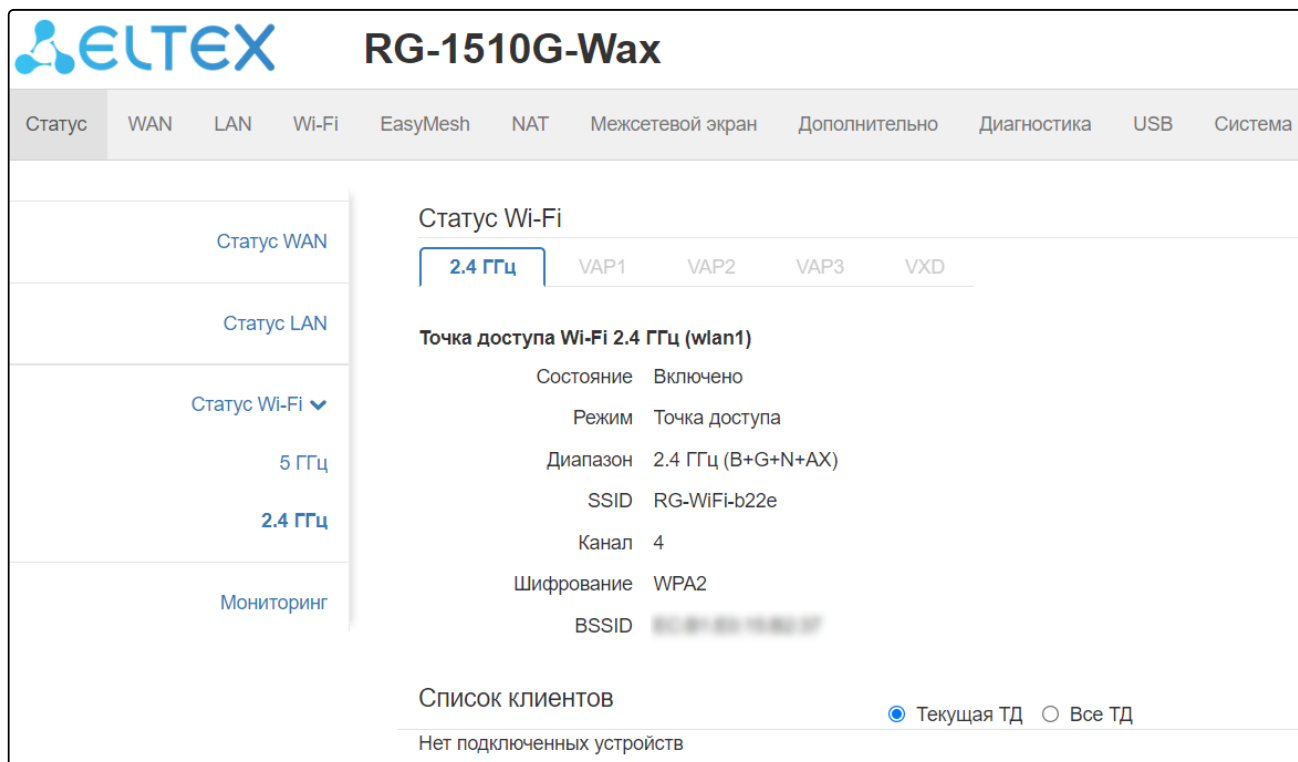 ELTEX RG-1510G-Wax
Статус WAN LAN Wi-Fi EasyMesh NAT Межсетевой экран Дополнительно Диагностика USB Система
Статус WAN
Статус LAN
Статус Wi-Fi
5 ГГц
2.4 ГГц
Мониторинг
Статус Wi-Fi
2.4 ГГц VAP1 VAP2 VAP3 VXD
Точка доступа Wi-Fi 2.4 ГГц (wlan1)
Состояние Включено
Режим Точка доступа
Диапазон 2.4 ГГц (B+G+N+AX)
SSID RG-WiFi-b22e
Канал 4
Шифрование WPA2
BSSID
Список клиентов Текущая ТД Все ТД
Нет подключенных устройств